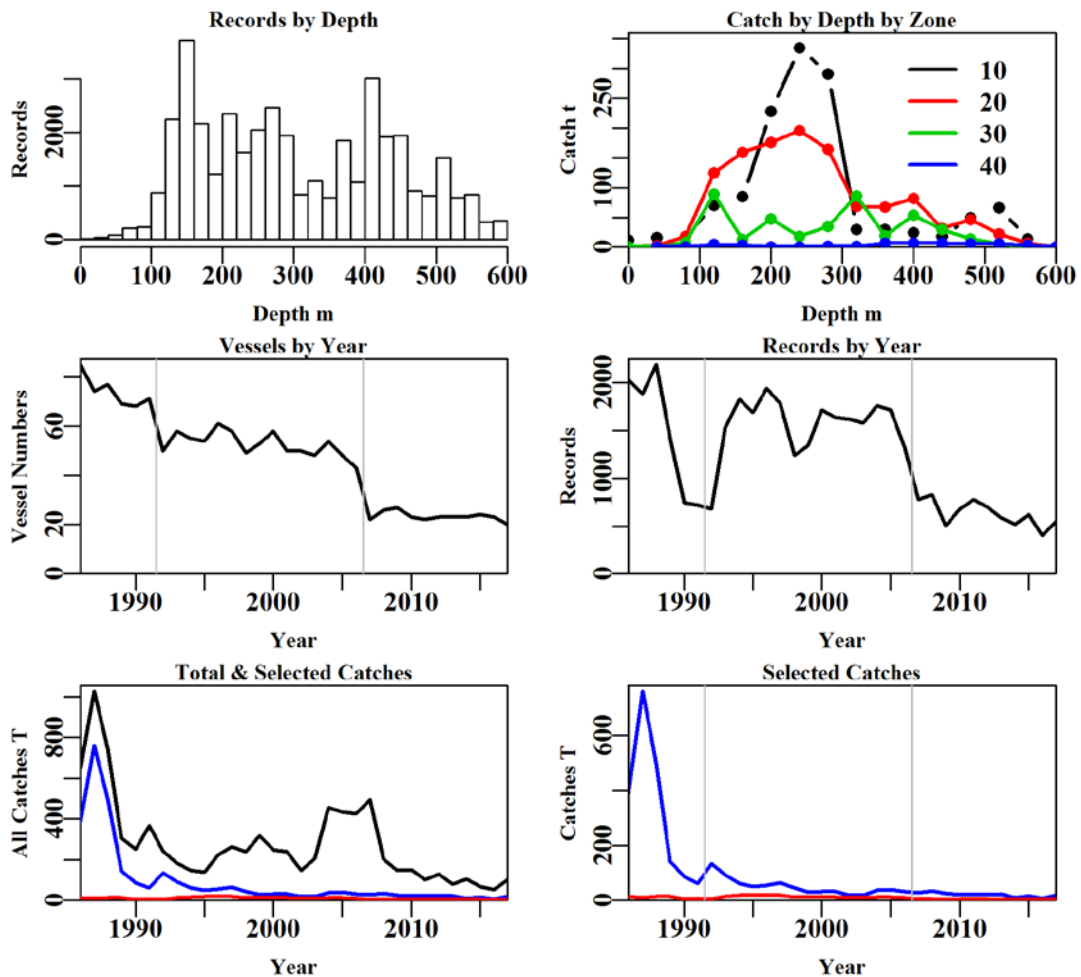 Records by Depth
Records
0 2000
0 100 200 300 400 500 600
Depth m
Catch by Depth by Zone
Catch t
0 100 250
10
20
30
40
0 100 200 300 400 500 600
Depth m
Vessels by Year
Vessel Numbers
0 20 60
1990 2000 2010
Year
Records by Year
Records
0 1000 2000
1990 2000 2010
Year
Total & Selected Catches
All Catches T
0 400 800
1990 2000 2010
Year
Selected Catches
Catches T
0 200 600
1990 2000 2010
Year